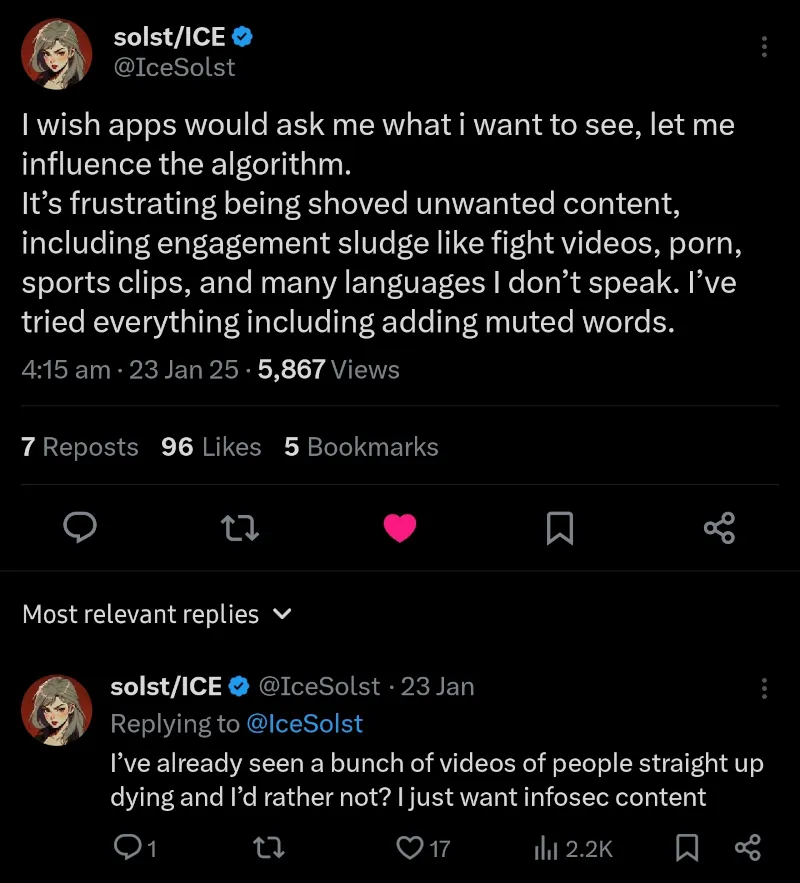 solst/ICE
@IceSolst
I wish apps would ask me what i want to see, let me
influence the algorithm.
It’s frustrating being shoved unwanted content,
including engagement sludge like fight videos, porn,
sports clips, and many languages I don’t speak. I’ve
tried everything including adding muted words.
4:15 am · 23 Jan 25 · 5,867 Views
7 Reposts 96 Likes 5 Bookmarks
Most relevant replies
solst/ICE @IceSolst · 23 Jan
Replying to @IceSolst
I’ve already seen a bunch of videos of people straight up
dying and I’d rather not? I just want infosec content
1 17 2.2K